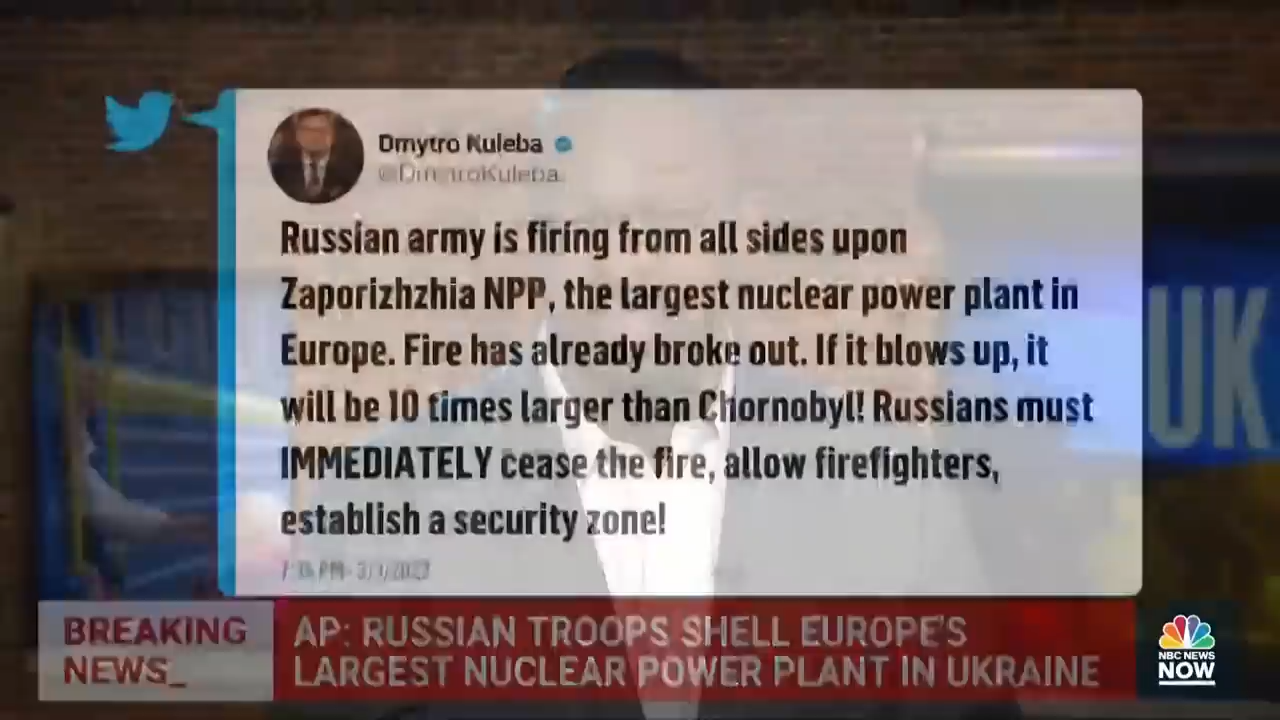 Dmytro Kuleba
@DmytroKuleba
Russian army is firing from all sides upon
Zaporizhzhia NPP, the largest nuclear power plant in
Europe. Fire has already broke out. If it blows up, it
will be 10 times larger than Chornobyl! Russians must
IMMEDIATELY cease the fire, allow firefighters,
establish a security zone!
UK
BREAKING
NEWS_
AP: RUSSIAN TROOPS SHELL EUROPE'S
LARGEST NUCLEAR POWER PLANT IN UKRAINE
NBC NEWS
NOW